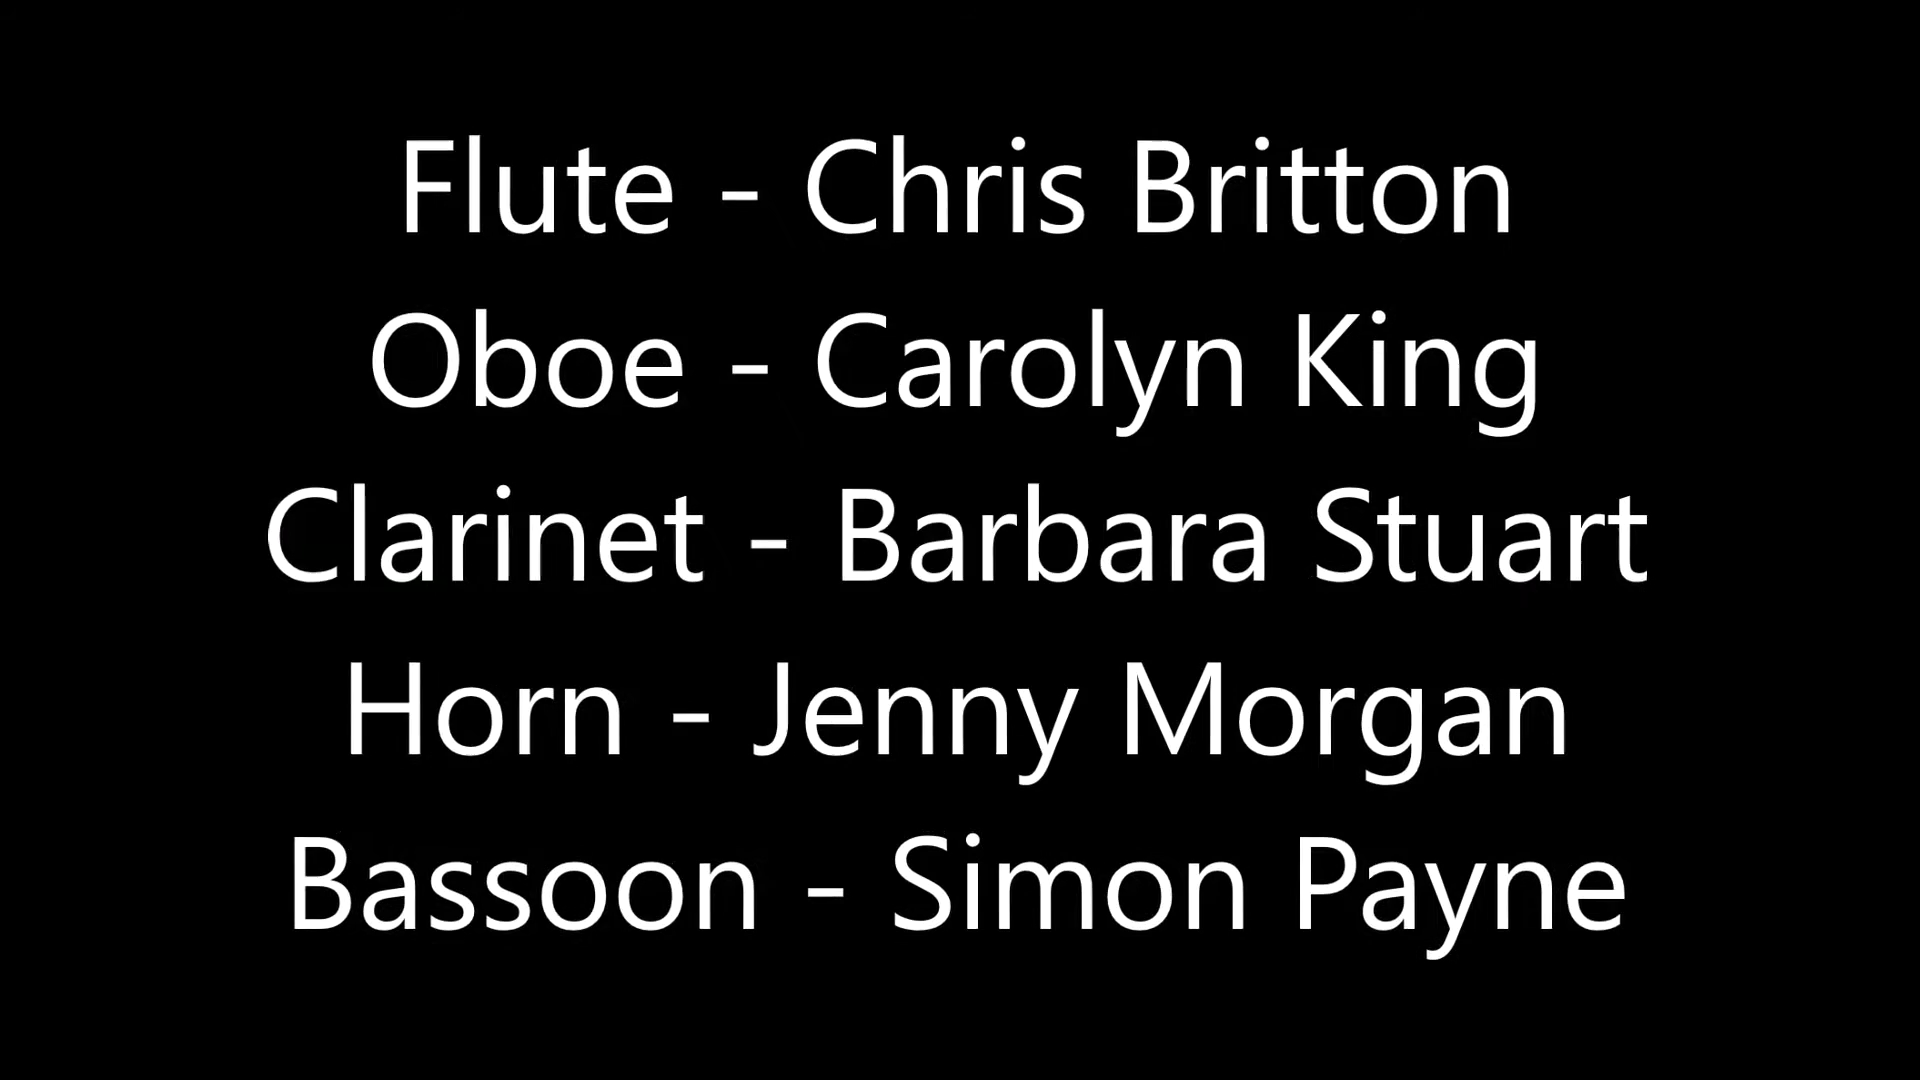 Flute - Chris Britton
Oboe - Carolyn King
Clarinet - Barbara Stuart
Horn - Jenny Morgan
Bassoon - Simon Payne